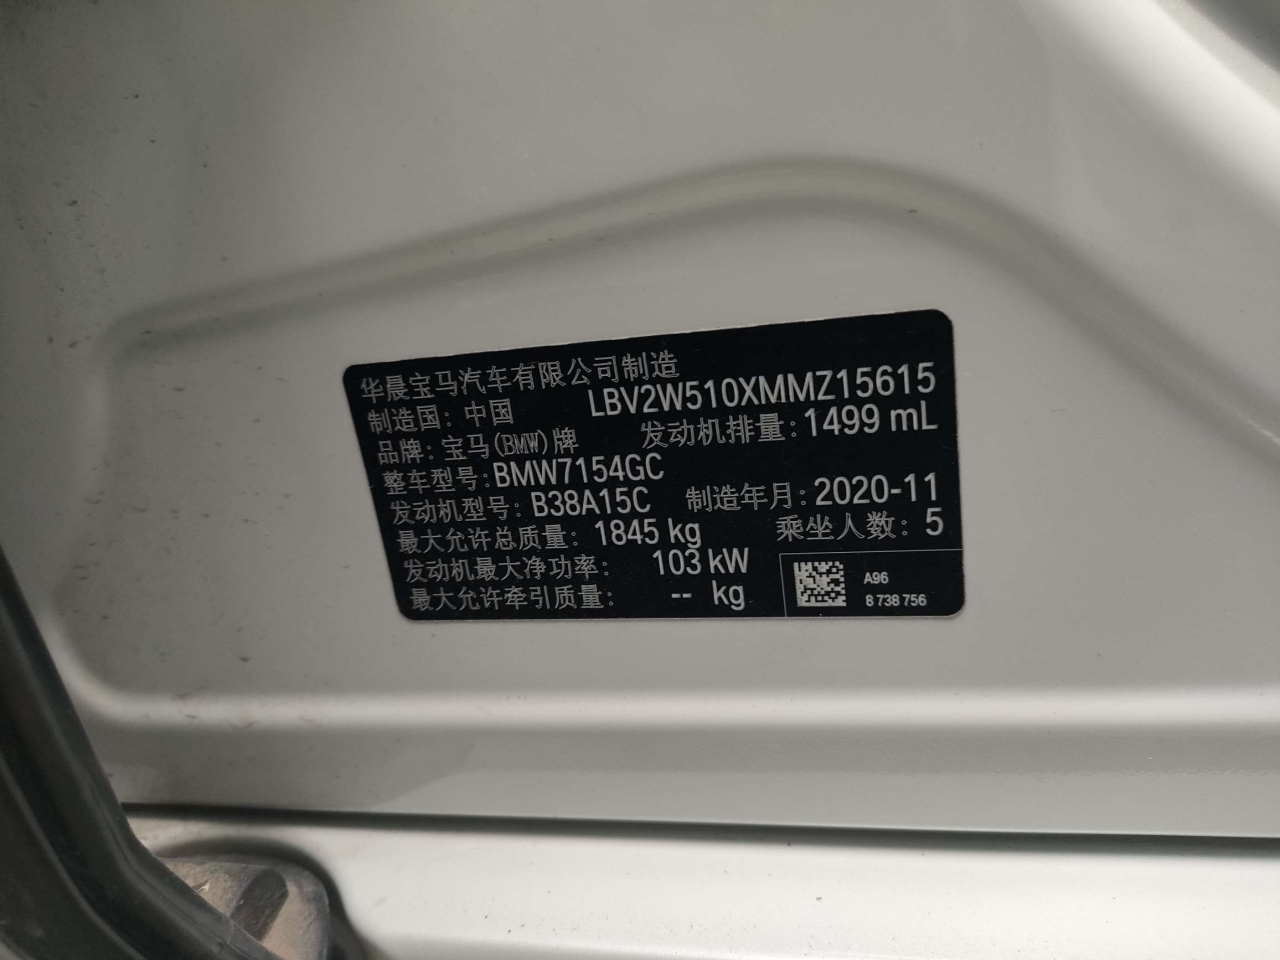 华晨宝马汽车有限公司制造
制造国：中国 LBV2W510XMMZ15615
品牌：宝马(BMW)牌 发动机排量：1499 mL
整车型号：BMW7154GC
发动机型号：B38A15C 制造年月：2020-11
最大允许总质量：1845 kg 乘坐人数：5
发动机最大净功率：103 kW
最大允许牵引质量：-- kg
A96
8 738 756